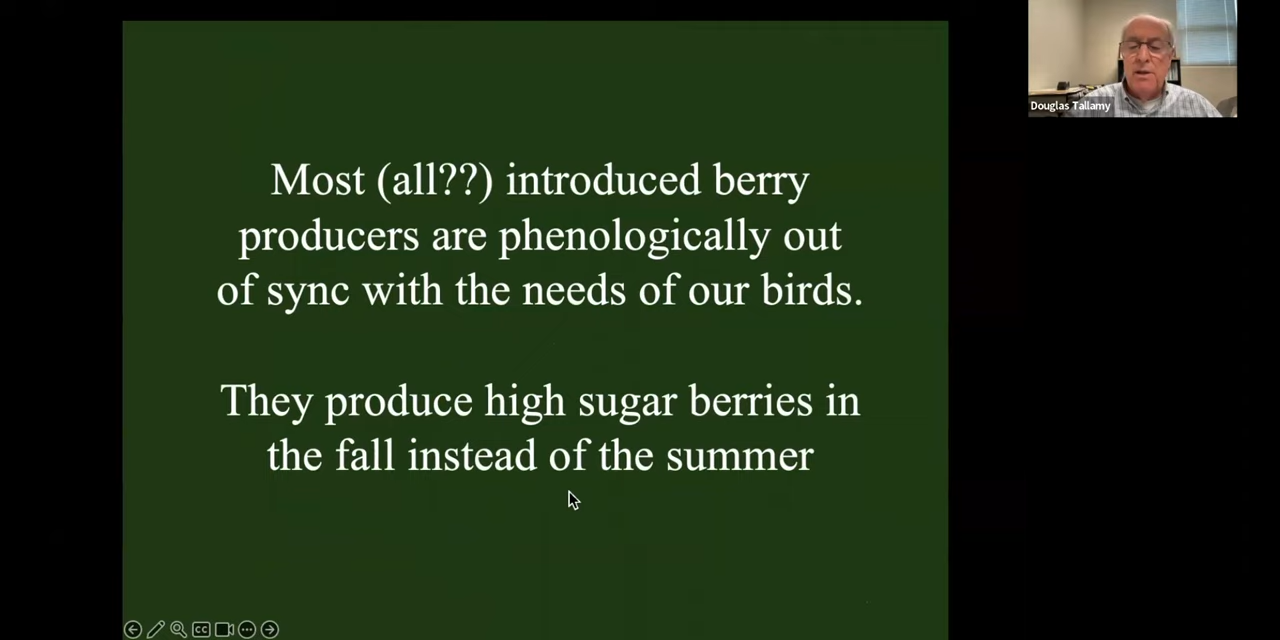 Most (all??) introduced berry
producers are phenologically out
of sync with the needs of our birds.
They produce high sugar berries in
the fall instead of the summer
Douglas Tallamy
CC